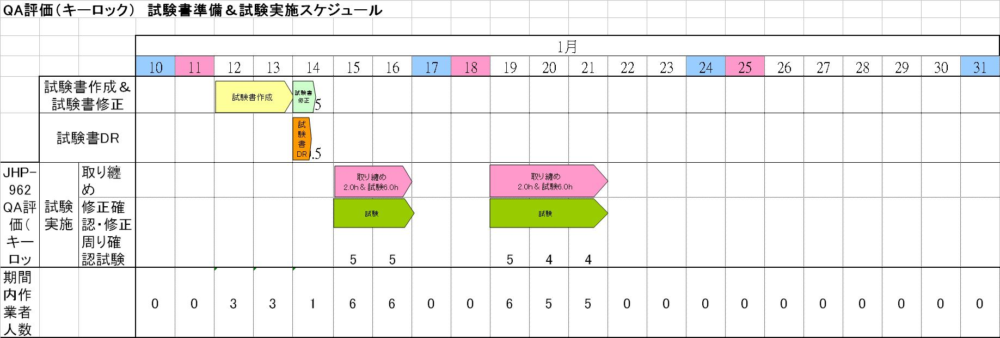 QA評価(キーロック)　試験書準備&試験実施スケジュール
1月
10 11 12 13 14 15 16 17 18 19 20 21 22 23 24 25 26 27 28 29 30 31
試験書作成&
試験書修正
試験書作成
試験書
修正
5
試験書DR
試
験
書
DR
.5
JHP-
962
QA評
価(
キー
ロッ
試験
実施
取り纏
め
取り纏め
2.0h & 試験6.0h
取り纏め
2.0h & 試験6.0h
修正確
認・修正
周り確
認試験
試験
試験
5 5 5 4 4
期間
内作
業者
人数
0 0 3 3 1 6 6 0 0 6 5 5 0 0 0 0 0 0 0 0 0 0